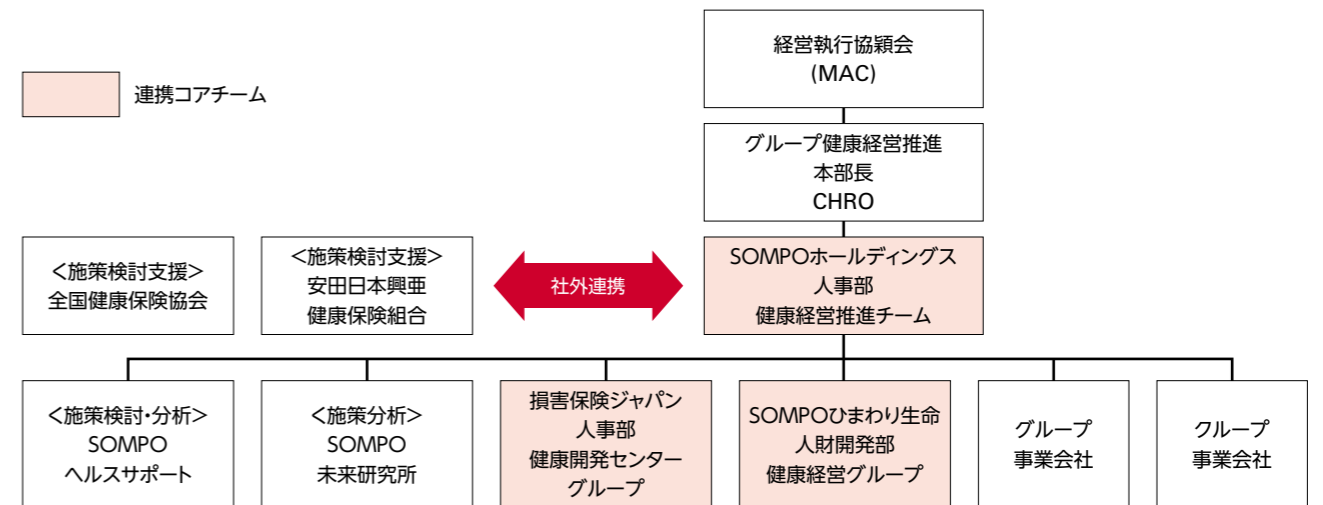 経営執行協穎会
(MAC)
連携コアチーム
グループ健康経営推進
本部長
CHRO
<施策検討支援>
全国健康保険協会
<施策検討支援>
安田日本興亜
健康保険組合
社外連携
SOMPOホールディングス
人事部
健康経営推進チーム
<施策検討・分析>
SOMPO
ヘルスサポート
<施策分析>
SOMPO
未来研究所
損害保険ジャパン
人事部
健康開発センター
グループ
SOMPOひまわり生命
人財開発部
健康経営グループ
グループ
事業会社
クループ
事業会社